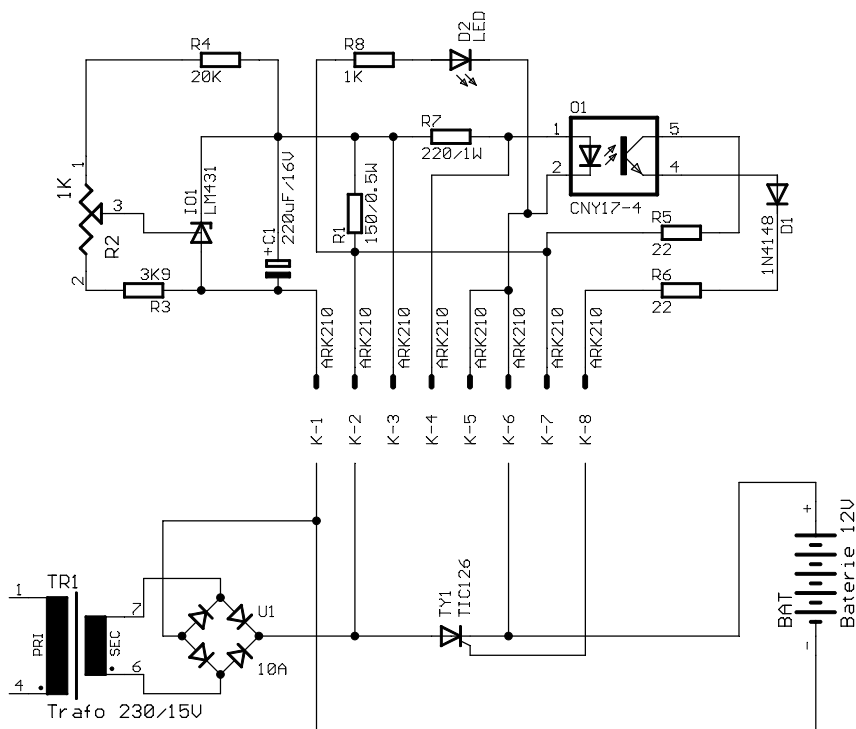 D2
LED
R4
20K
R8
1K
O1
R7
220/1W
1
2
5
4
CNY17-4
1
1K
3
2
R2
IO1
LM431
+C1
220uF/16V
R1
150/0.5W
D1
1N4148
R5
22
R6
22
3K9
R3
ARK210
ARK210
ARK210
ARK210
ARK210
ARK210
ARK210
ARK210
K-1
K-2
K-3
K-4
K-5
K-6
K-7
K-8
TR1
1
4
PRI
SEC
7
6
Trafo 230/15V
U1
10A
TY1
TIC126
+
-
BAT
Baterie 12V